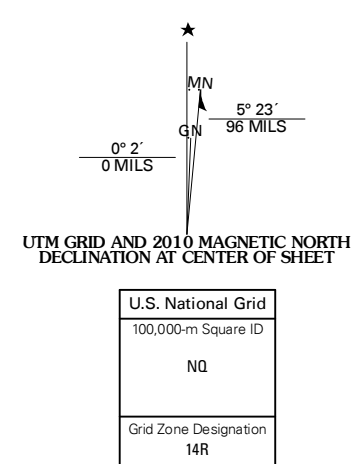 ★
MN
GN
5° 23´
96 MILS
0° 2´
0 MILS
UTM GRID AND 2010 MAGNETIC NORTH
DECLINATION AT CENTER OF SHEET
U.S. National Grid
100,000-m Square ID
NQ
Grid Zone Designation
14R